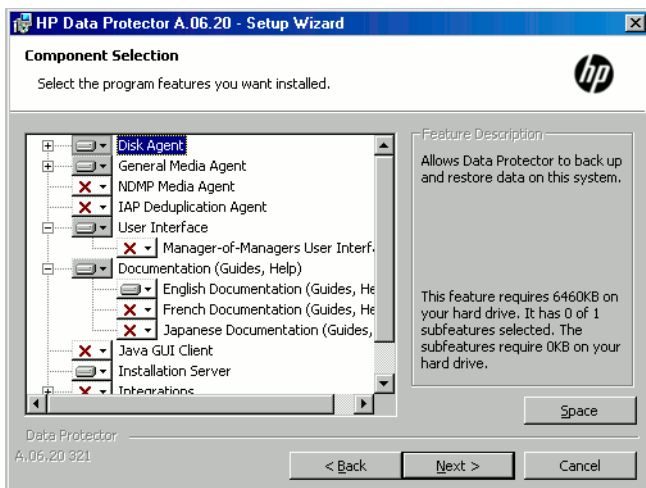 HP Data Protector A.06.20 - Setup Wizard
Component Selection
Select the program features you want installed.
hp
Disk Agent
General Media Agent
NDMP Media Agent
IAP Deduplication Agent
User Interface
Manager-of-Managers User Interf
Documentation (Guides, Help)
English Documentation (Guides, He
French Documentation (Guides, He
Japanese Documentation (Guides,
Java GUI Client
Installation Server
Integrations
Feature Description
Allows Data Protector to back up
and restore data on this system.
This feature requires 6460KB on
your hard drive. It has 0 of 1
subfeatures selected. The
subfeatures require 0KB on your
hard drive.
Space
Data Protector
A.06.20 321
< Back
Next >
Cancel